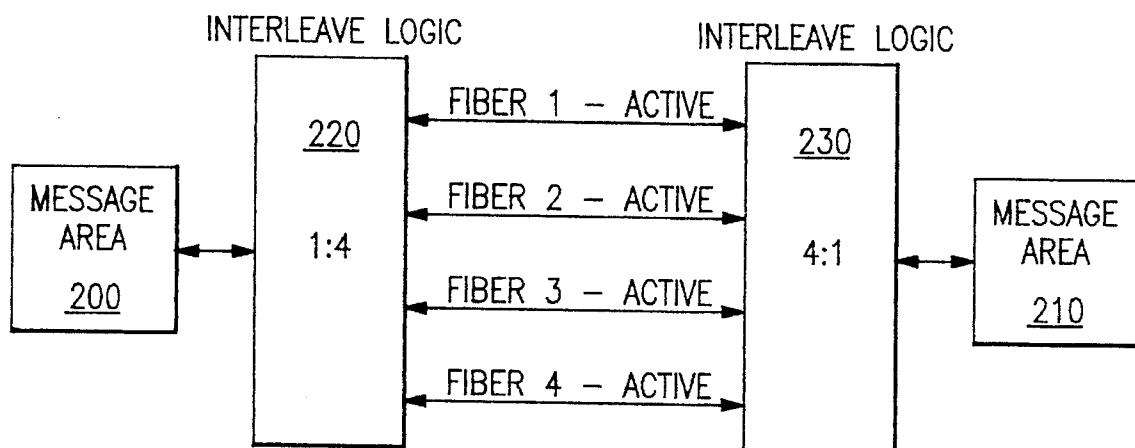 INTERLEAVE LOGIC
INTERLEAVE LOGIC
FIBER 1 – ACTIVE
220
230
MESSAGE
AREA
200
FIBER 2 – ACTIVE
1:4
4:1
MESSAGE
AREA
210
FIBER 3 – ACTIVE
FIBER 4 – ACTIVE